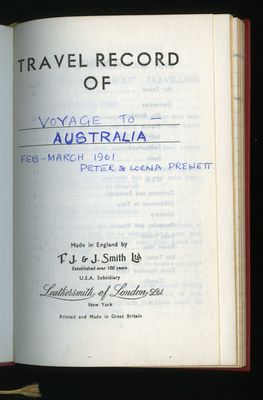 TRAVEL RECORD
OF
VOYAGE TO —
AUSTRALIA
FEB-MARCH 1961
PETER & LORNA PREWETT.
Made in England by
T. J. & J. Smith Ltd
Established over 100 years
U.S.A. Subsidiary
Leathersmith of London Ltd.
New York
Printed and Made in Great Britain